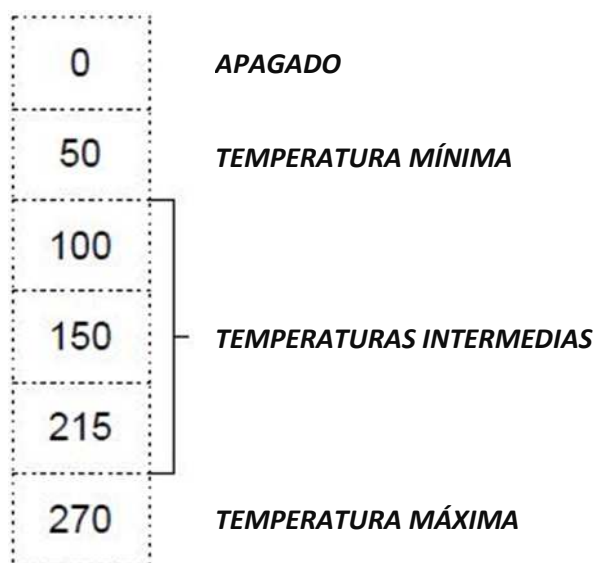 0 APAGADO
50 TEMPERATURA MÍNIMA
100
150 TEMPERATURAS INTERMEDIAS
215
270 TEMPERATURA MÁXIMA